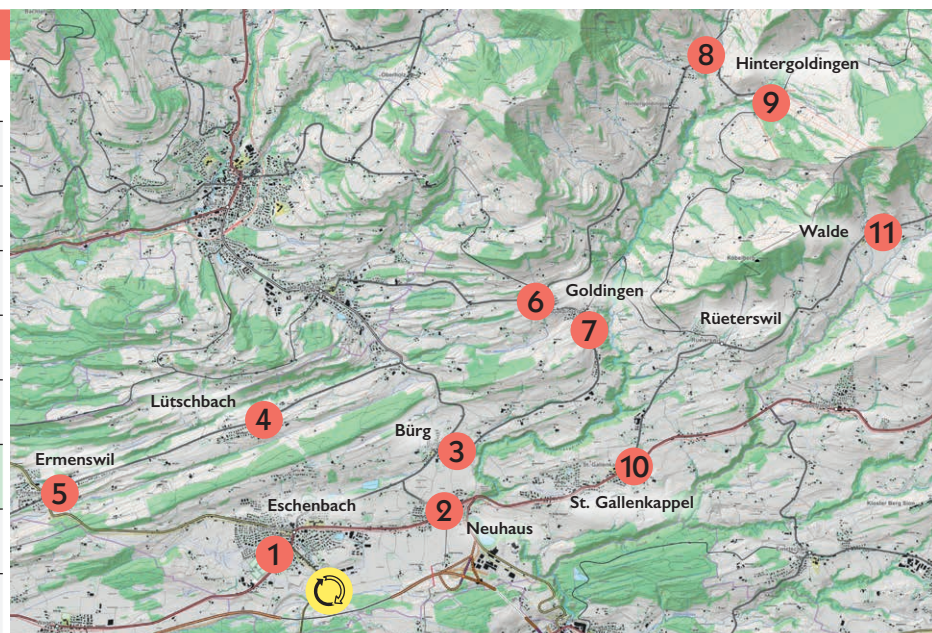 8
Hintergoldingen
9
Walde
11
6
Goldingen
7
Rüeterswil
Lütschbach
4
Bürg
3
Ermenswil
5
10
St. Gallenkappel
Eschenbach
2
Neuhaus
1